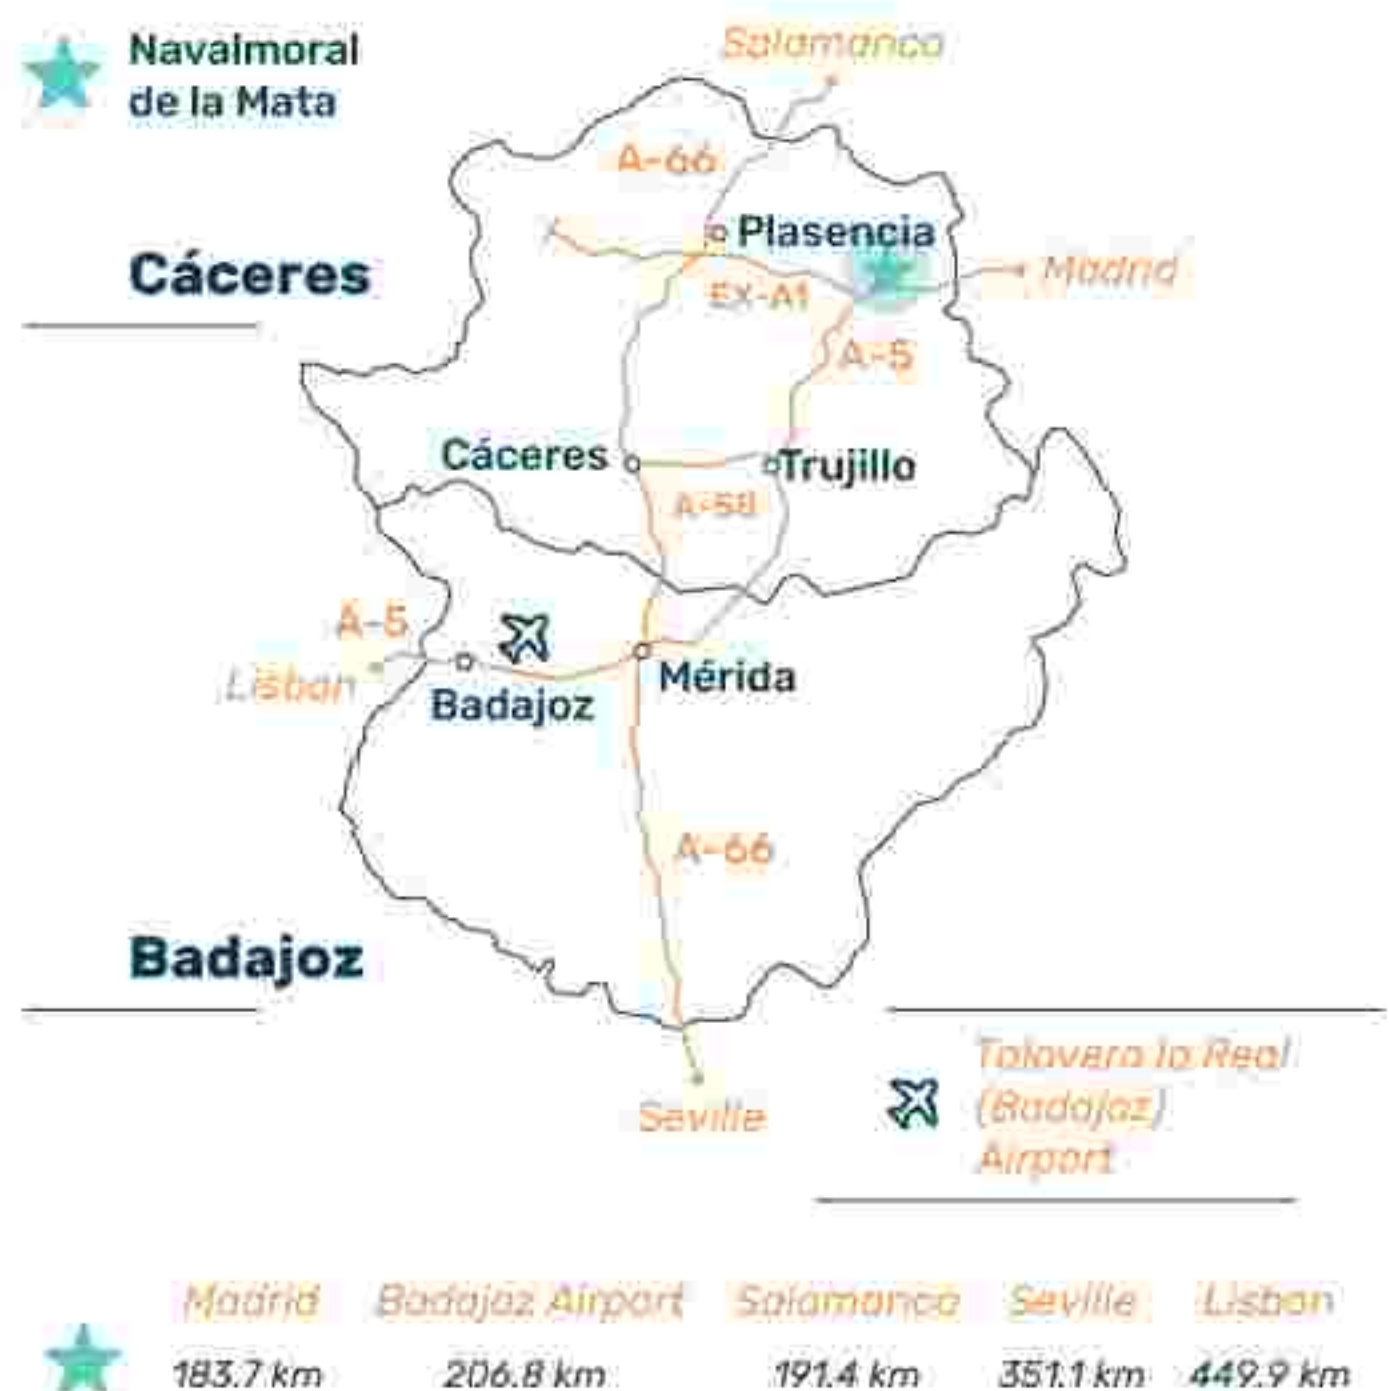 Navalmoral
de la Mata
Salamanca
A-66
Plasencia
Cáceres
Madrid
EX-A1
A-5
Cáceres
Trujillo
A-58
A-5
Lisban
Badajoz
Mérida
A-66
Badajoz
Seville
Talavera la Real
(Badajoz)
Airport
Madrid Badajoz Airport Salamanca Seville Lisbon
183.7 km 206.8 km 191.4 km 351.1 km 449.9 km